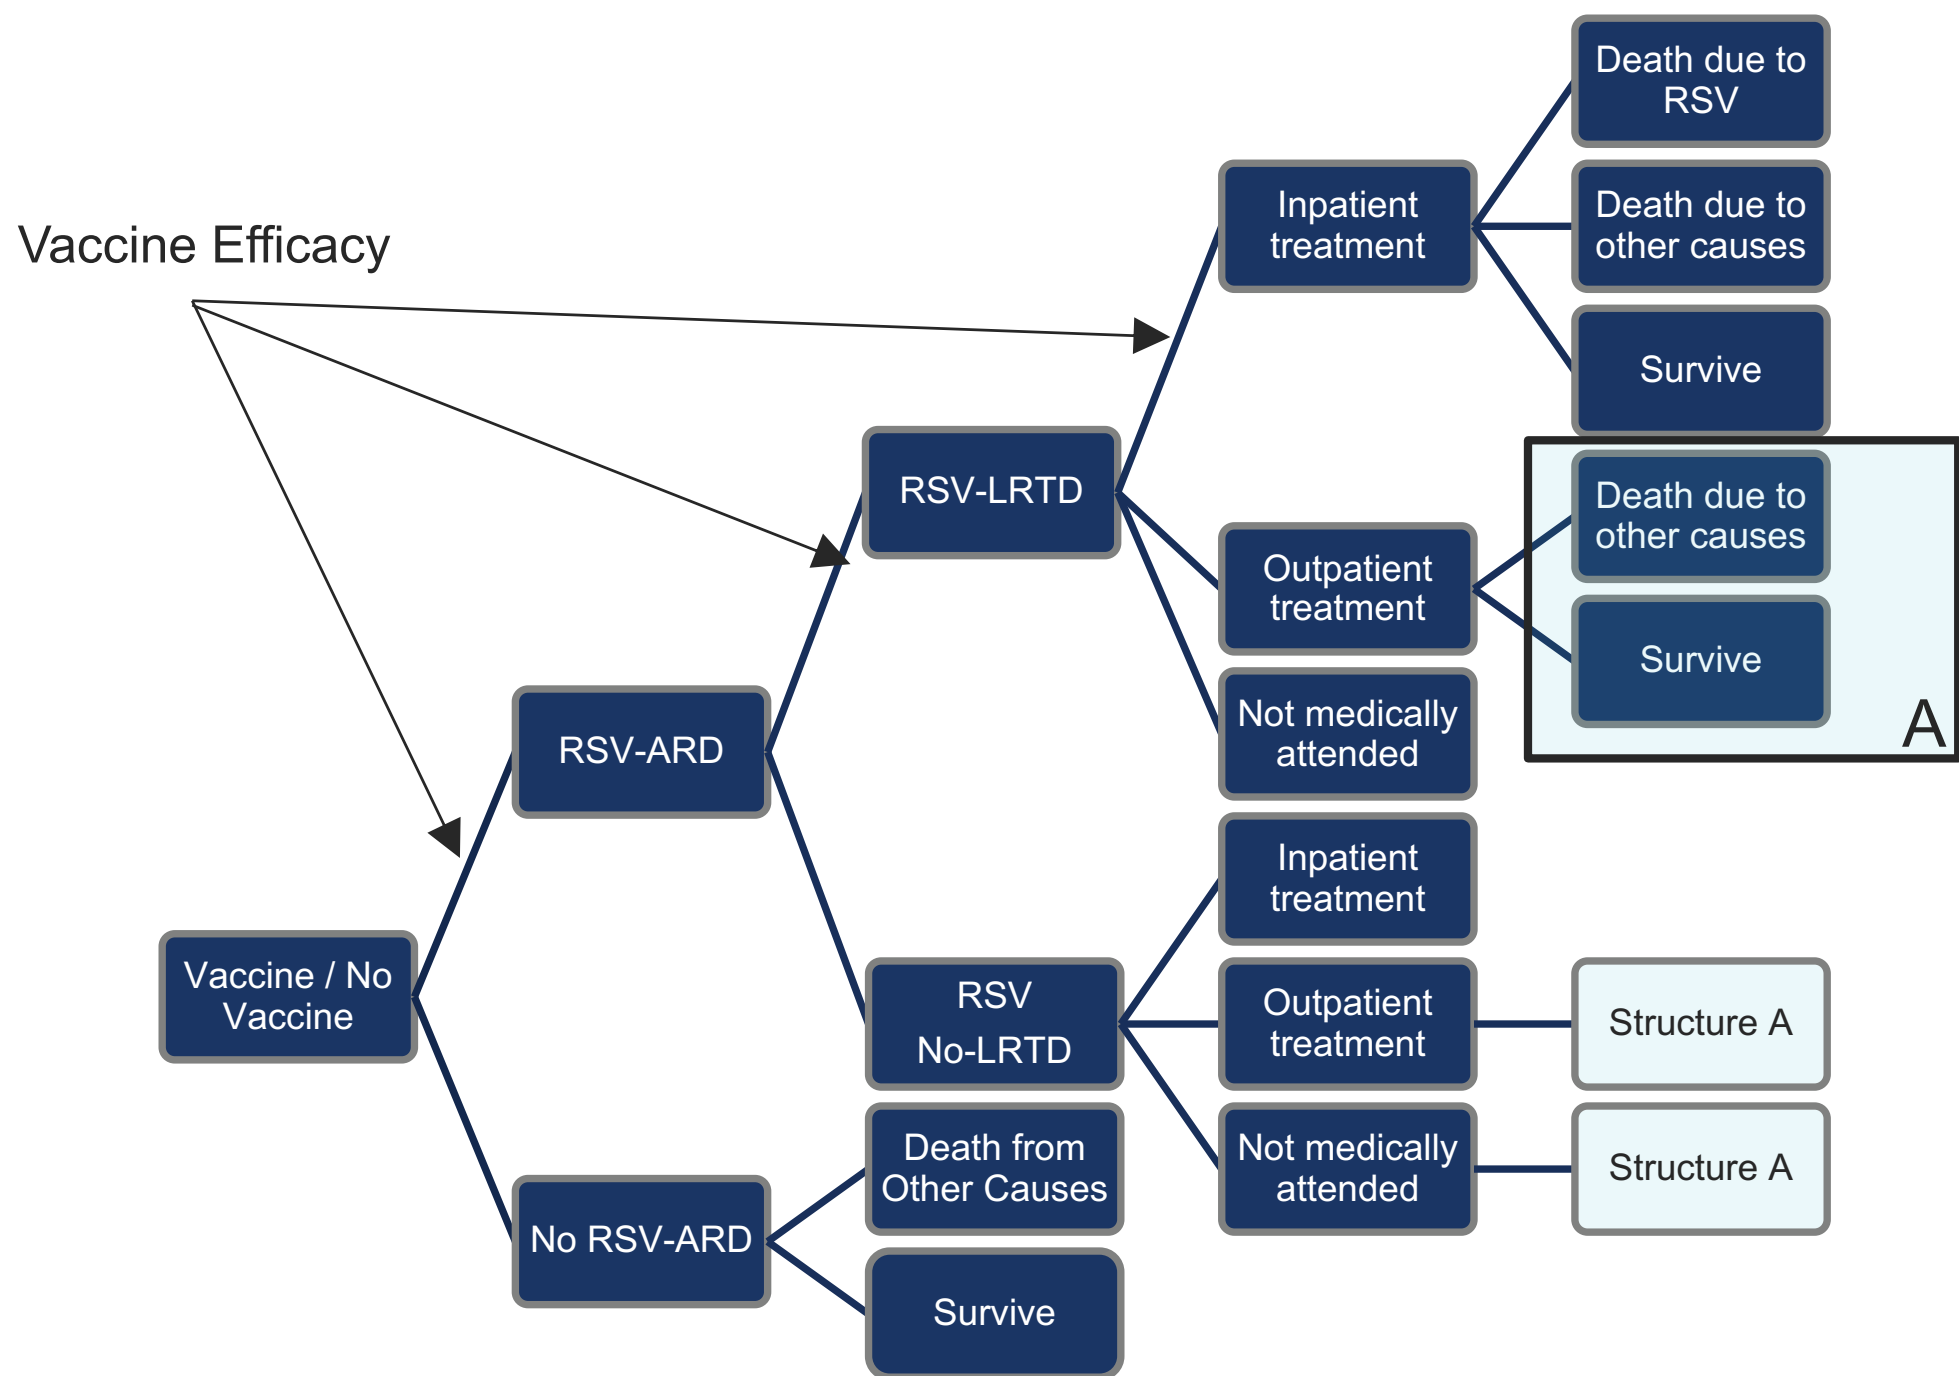 Death due to
RSV
Inpatient
treatment
Death due to
other causes
Vaccine Efficacy
Survive
RSV-LRTD
Death due to
other causes
Outpatient
treatment
Survive
A
Not medically
attended
RSV-ARD
Inpatient
treatment
Vaccine / No
Vaccine
RSV
No-LRTD
Outpatient
treatment
Structure A
Death from
Other Causes
Not medically
attended
Structure A
No RSV-ARD
Survive